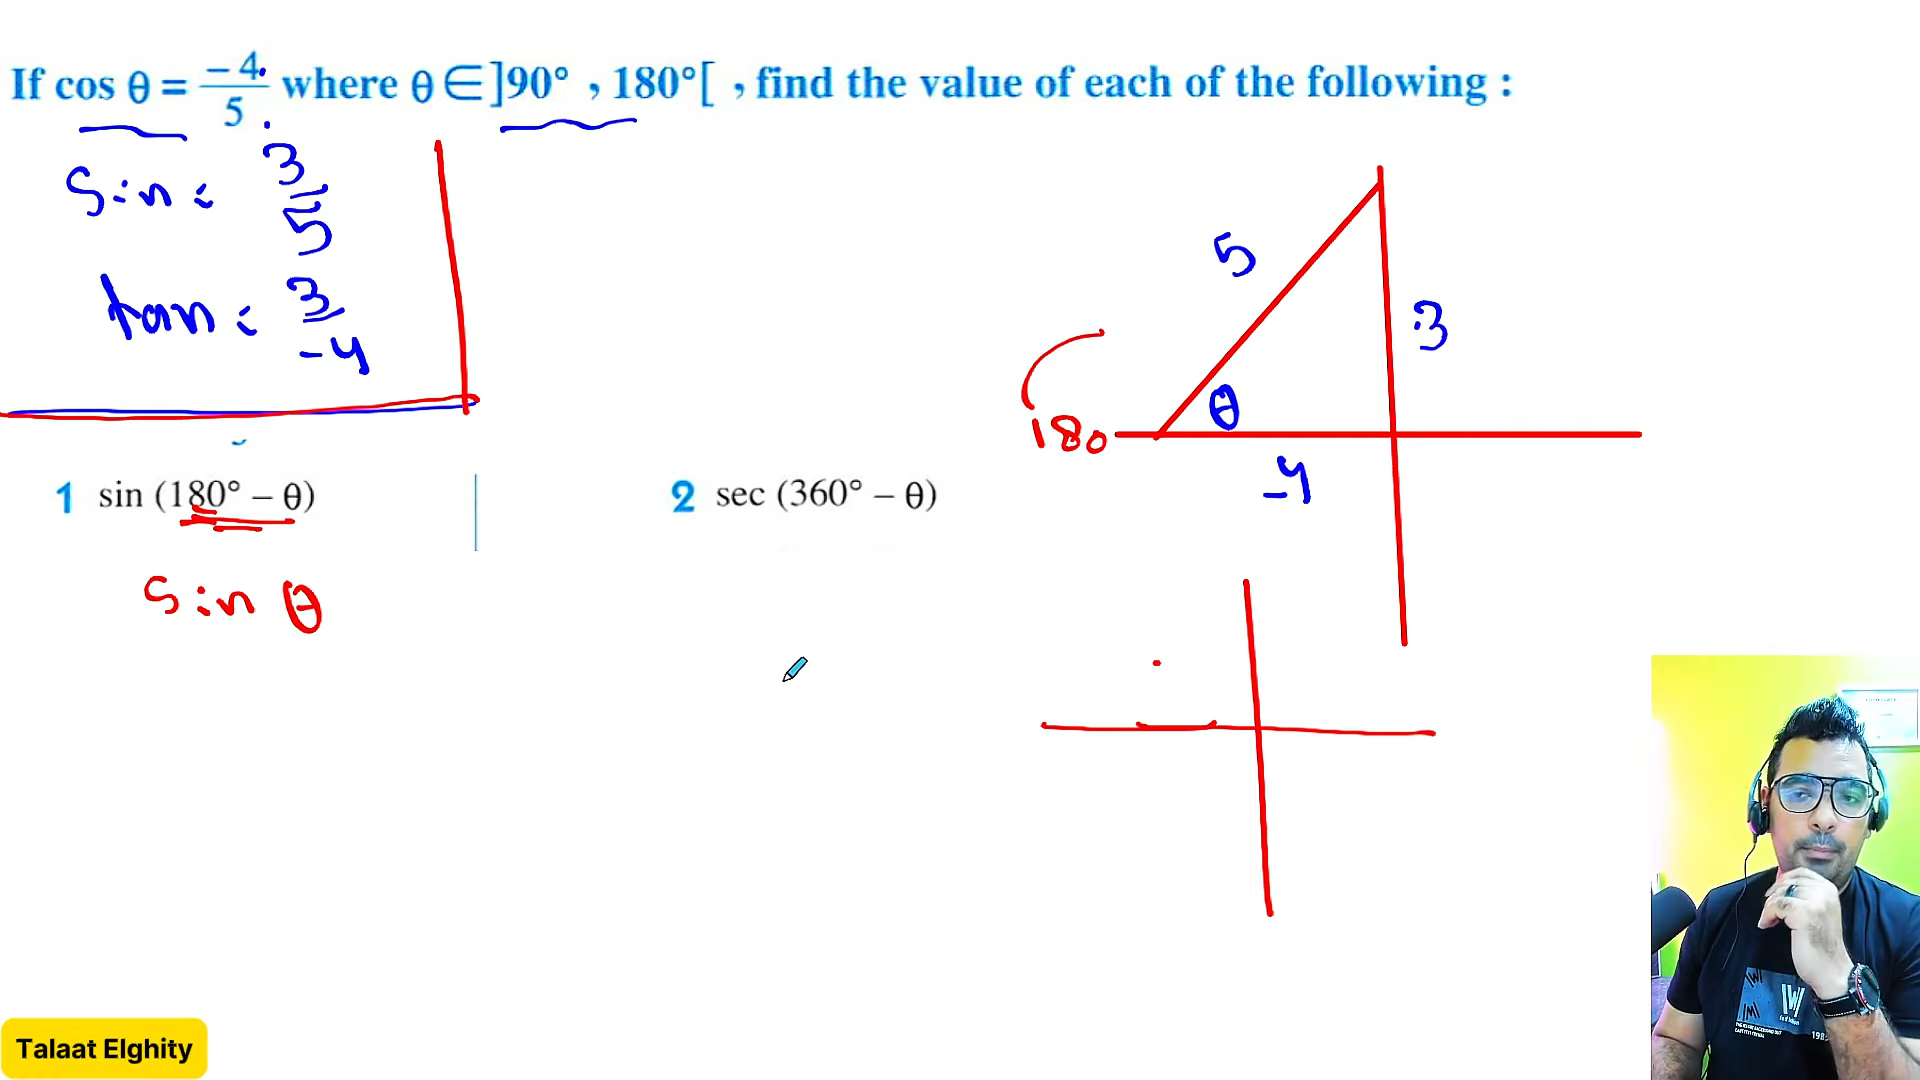 If cos θ = -4/5 where θ ∈ ]90° , 180°[ , find the value of each of the following :
sin = 3/5
tan = 3/-4
5
3
θ
180
-4
1 sin (180° – θ)
2 sec (360° – θ)
sin θ
Talaat Elghity